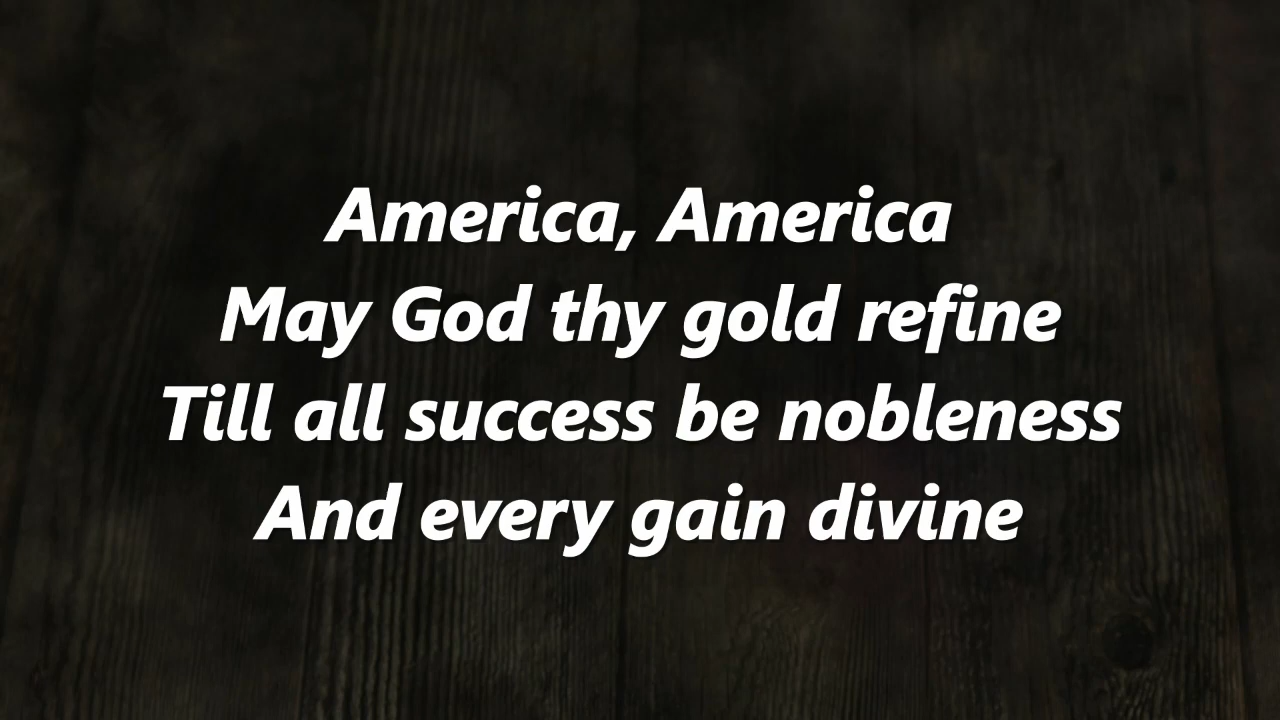 America, America
May God thy gold refine
Till all success be nobleness
And every gain divine